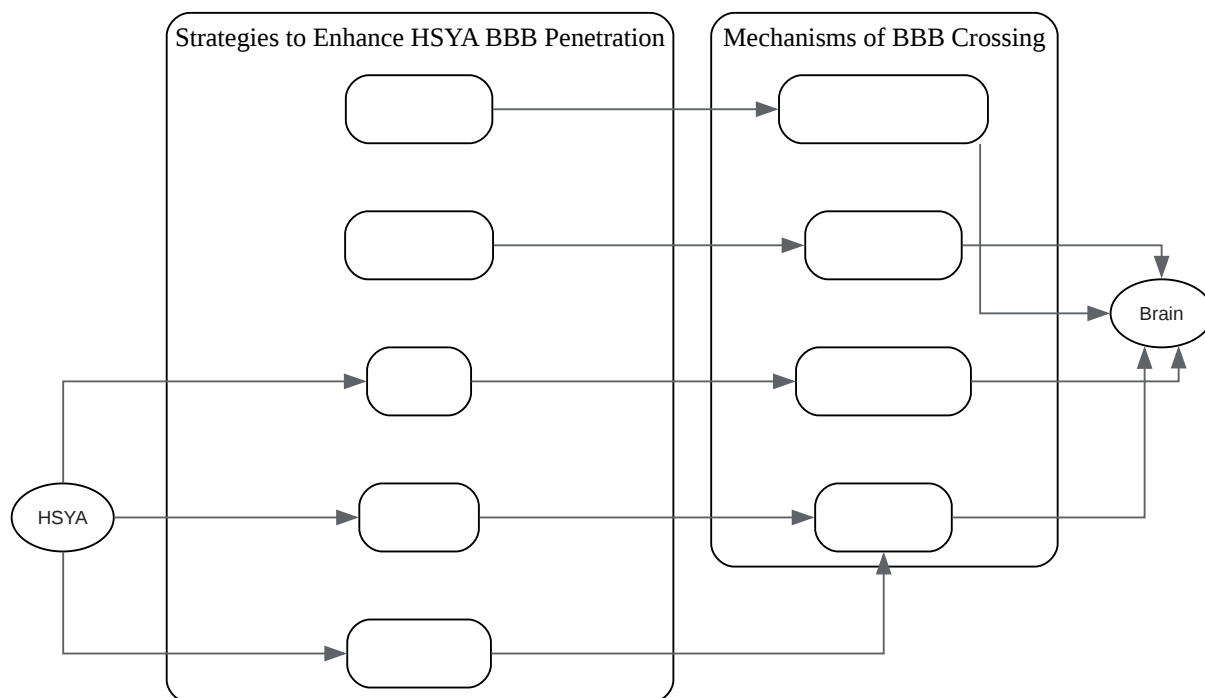 Strategies to Enhance HSYA BBB Penetration
Mechanisms of BBB Crossing
Brain
HSYA